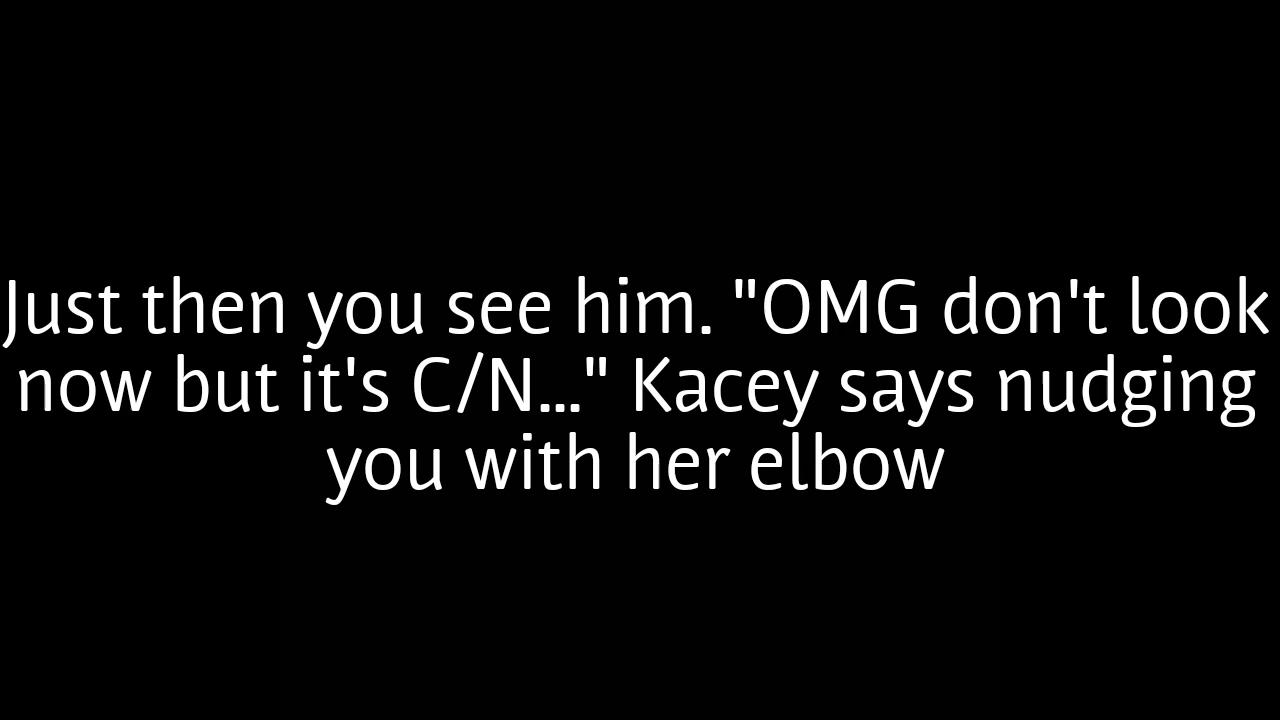 Just then you see him. "OMG don't look
now but it's C/N..." Kacey says nudging
you with her elbow